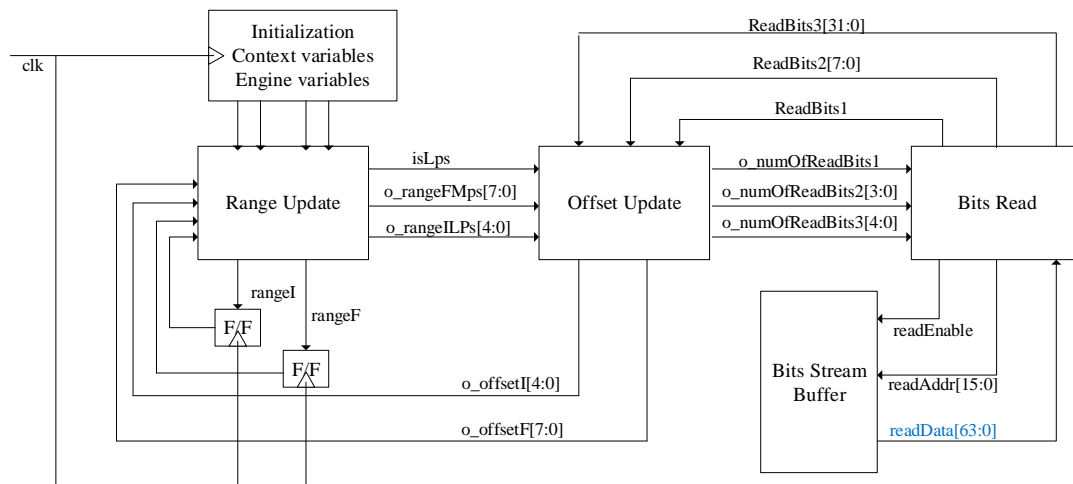 Initialization
Context variables
Engine variables
clk
ReadBits3[31:0]
ReadBits2[7:0]
ReadBits1
isLps
o_rangeFMps[7:0]
o_rangeILPs[4:0]
Range Update
Offset Update
o_numOfReadBits1
o_numOfReadBits2[3:0]
o_numOfReadBits3[4:0]
Bits Read
rangeI
rangeF
F/F
F/F
readEnable
Bits Stream
Buffer
readAddr[15:0]
o_offsetI[4:0]
o_offsetF[7:0]
readData[63:0]